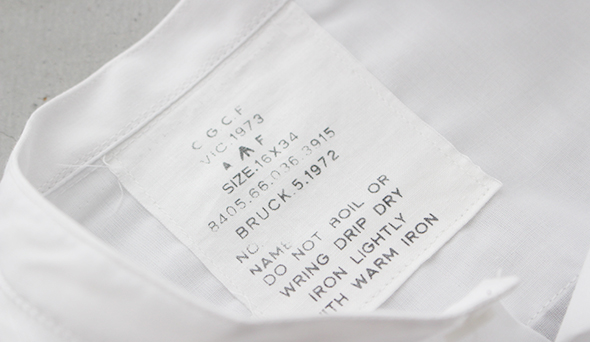 C G C F
VIC.1973
A F
SIZE.16X34
8405.66.036.3915
BRUCK.5.1972
NO
NAME
DO NOT BOIL OR
WRING DRIP DRY
IRON LIGHTLY
WITH WARM IRON